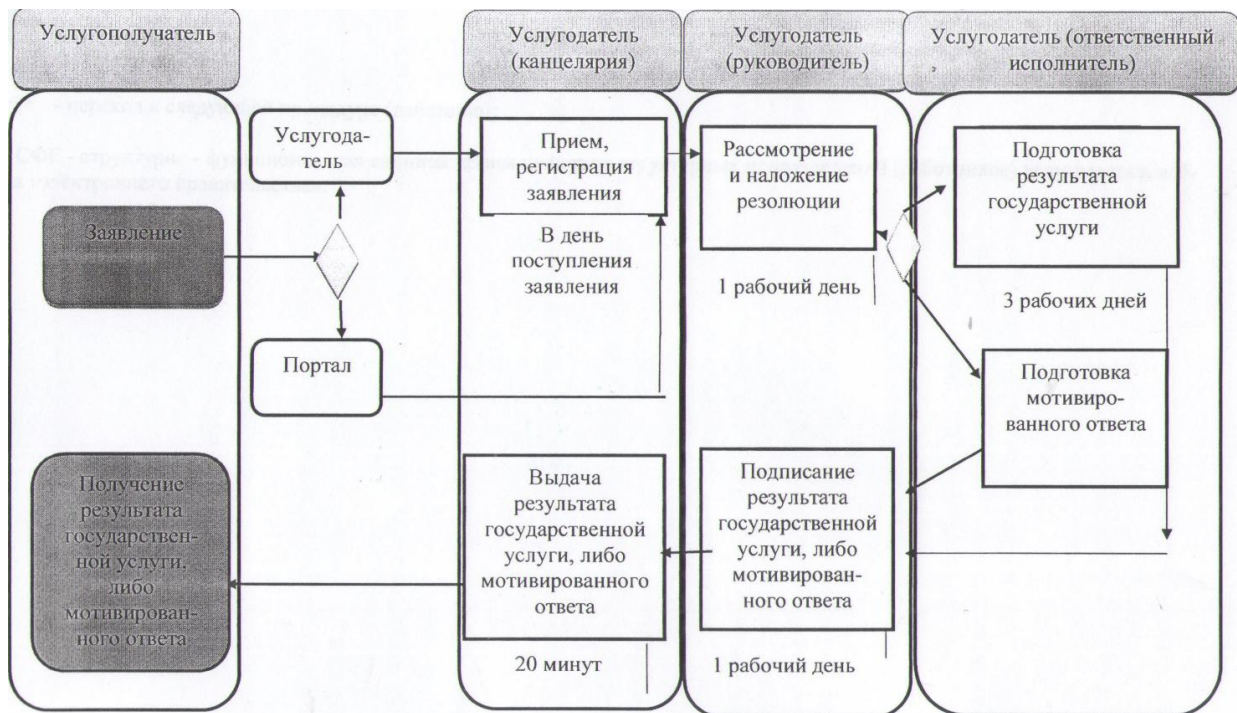 Услугополучатель
Услугодатель
(канцелярия)
Услугодатель
(руководитель)
Услугодатель (ответственный
исполнитель)
Услугода-
тель
Прием,
регистрация
заявления
Рассмотрение
и наложение
резолюции
Подготовка
результата
государственной
услуги
Заявление
В день
поступления
заявления
1 рабочий день
3 рабочих дней
Портал
Подготовка
мотивиро-
ванного ответа
Получение
результата
государствен-
ной услуги,
либо
мотивирован-
ного ответа
Выдача
результата
государственной
услуги, либо
мотивированного
ответа
Подписание
результата
государственной
услуги, либо
мотивирован-
ного ответа
20 минут
1 рабочий день